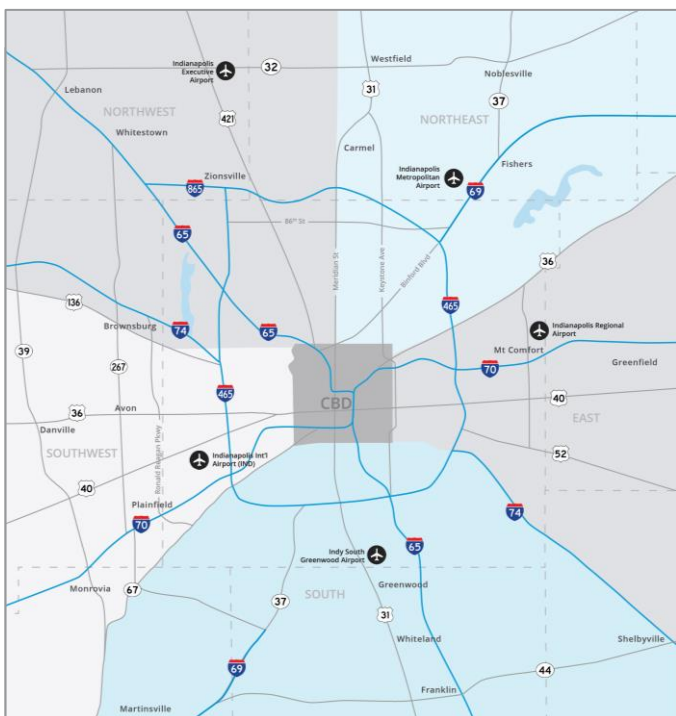 Indianapolis
Executive
Airport
32
Westfield
Noblesville
Lebanon
31
37
NORTHWEST
421
NORTHEAST
Whitestown
Carmel
Fishers
Zionsville
Indianapolis
Metropolitan
Airport
865
69
86th St
65
Meridian St
Keystone Ave
Binford Blvd
36
136
465
Brownsburg
74
65
Indianapolis Regional
Airport
39
Mt Comfort
267
70
Greenfield
465
CBD
40
Avon
36
EAST
Danville
Ronald Reagan Pkwy
SOUTHWEST
Indianapolis Int'l
Airport (IND)
52
40
Plainfield
74
70
Indy South
Greenwood Airport
65
Monrovia
67
Greenwood
SOUTH
37
31
Whiteland
Shelbyville
69
44
Franklin
Martinsville